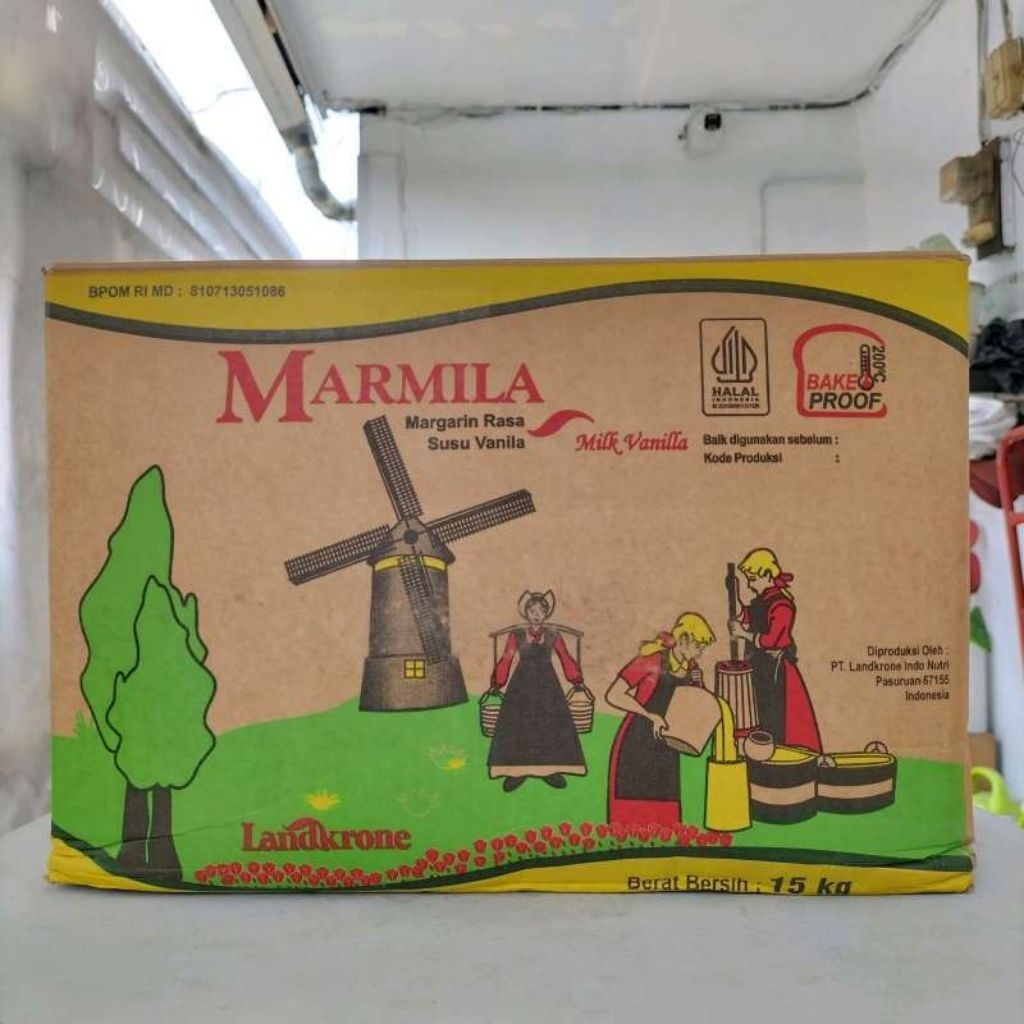 BPOM RI MD : 810713051086
MARMILA
Margarin Rasa
Susu Vanila
Milk Vanilla
HALAL
INDONESIA
BAKE
PROOF
200°C
Baik digunakan sebelum :
Kode Produksi :
Diproduksi Oleh :
PT. Landkrone Indo Nutri
Pasuruan 67155
Indonesia
Landkrone
Berat Bersih : 15 kg